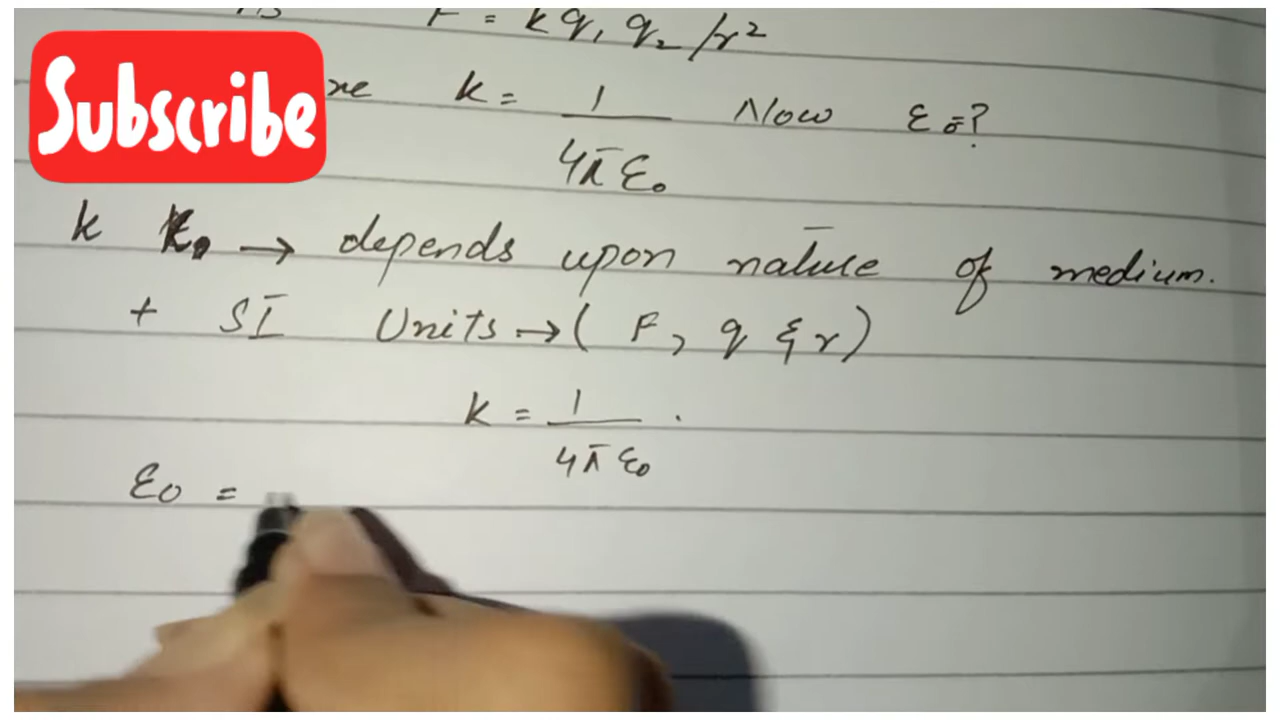 F = k q₁ q₂ / r²
Subscribe
k = 1 / 4π ε₀ Now ε₀ = ?
k k₀ → depends upon nature of medium.
+ SI Units → ( F, q & r )
k = 1 / 4π ε₀ .
ε₀ =